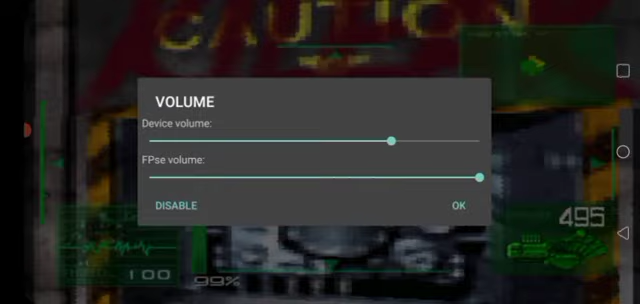 CAUTION
VOLUME
Device volume:
FPse volume:
DISABLE
OK
495
100
99%